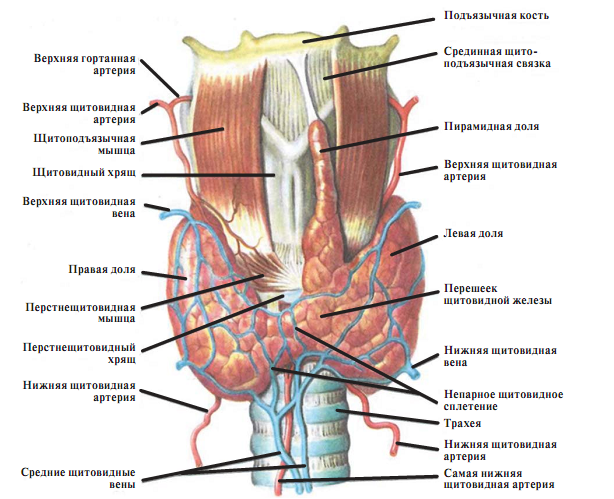 Подъязычная кость
Верхняя гортанная
артерия
Срединная щито-
подъязычная связка
Верхняя щитовидная
артерия
Пирамидная доля
Щитоподъязычная
мышца
Щитовидный хрящ
Верхняя щитовидная
артерия
Верхняя щитовидная
вена
Левая доля
Правая доля
Перешеек
щитовидной железы
Перстнещитовидная
мышца
Перстнещитовидный
хрящ
Нижняя щитовидная
вена
Нижняя щитовидная
артерия
Непарное щитовидное
сплетение
Трахея
Нижняя щитовидная
артерия
Средние щитовидные
вены
Самая нижняя
щитовидная артерия